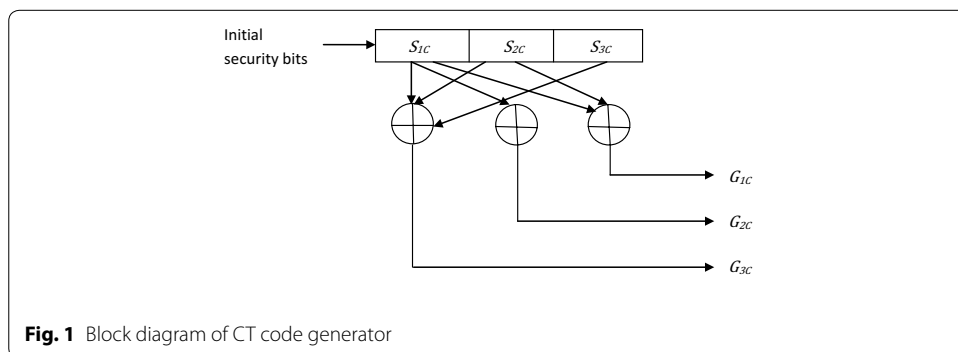 Initial
security bits
S1C S2C S3C
G1C
G2C
G3C
Fig. 1 Block diagram of CT code generator